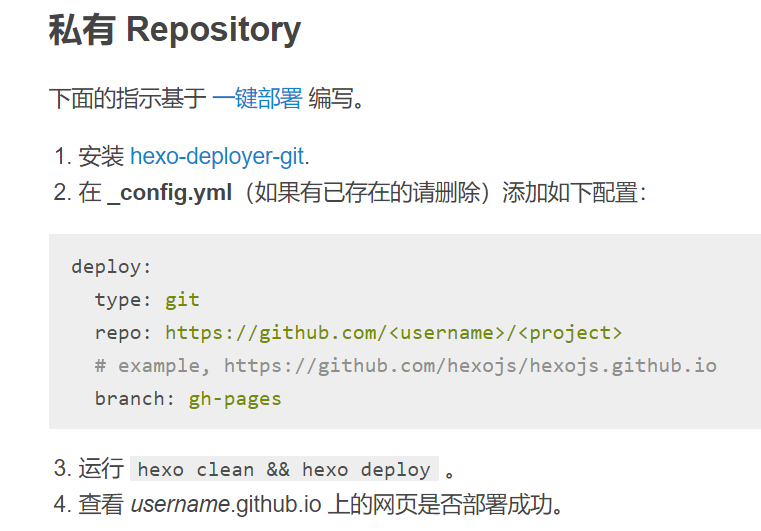 私有 Repository
下面的指示基于 一键部署 编写。
1. 安装 hexo-deployer-git.
2. 在 _config.yml（如果有已存在的请删除）添加如下配置：
deploy:
  type: git
  repo: https://github.com/<username>/<project>
  # example, https://github.com/hexojs/hexojs.github.io
  branch: gh-pages
3. 运行 hexo clean && hexo deploy 。
4. 查看 username.github.io 上的网页是否部署成功。